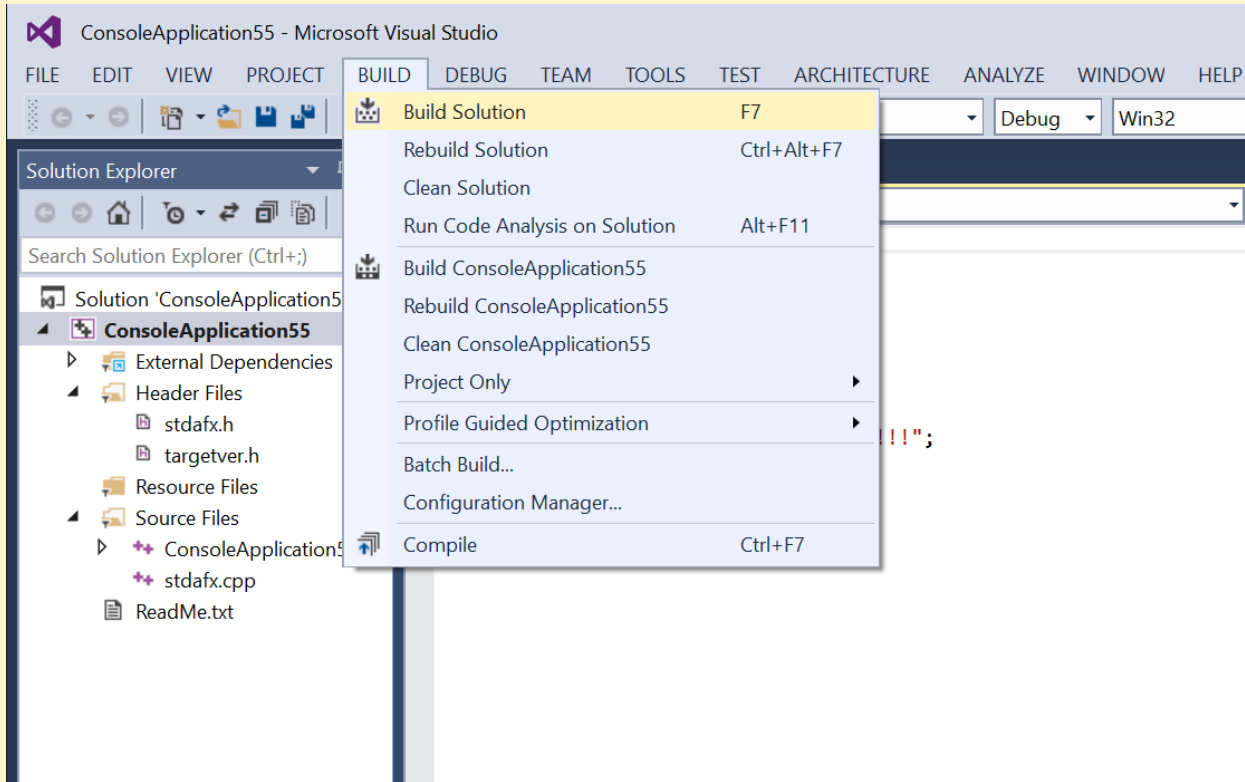 ConsoleApplication55 - Microsoft Visual Studio
FILE EDIT VIEW PROJECT BUILD DEBUG TEAM TOOLS TEST ARCHITECTURE ANALYZE WINDOW HELP
Debug Win32
Build Solution F7
Rebuild Solution Ctrl+Alt+F7
Clean Solution
Run Code Analysis on Solution Alt+F11
Build ConsoleApplication55
Rebuild ConsoleApplication55
Clean ConsoleApplication55
Project Only
Profile Guided Optimization
Batch Build...
Configuration Manager...
Compile Ctrl+F7
Solution Explorer
Search Solution Explorer (Ctrl+;)
Solution 'ConsoleApplication5
ConsoleApplication55
External Dependencies
Header Files
stdafx.h
targetver.h
Resource Files
Source Files
ConsoleApplication5
stdafx.cpp
ReadMe.txt
!!!";